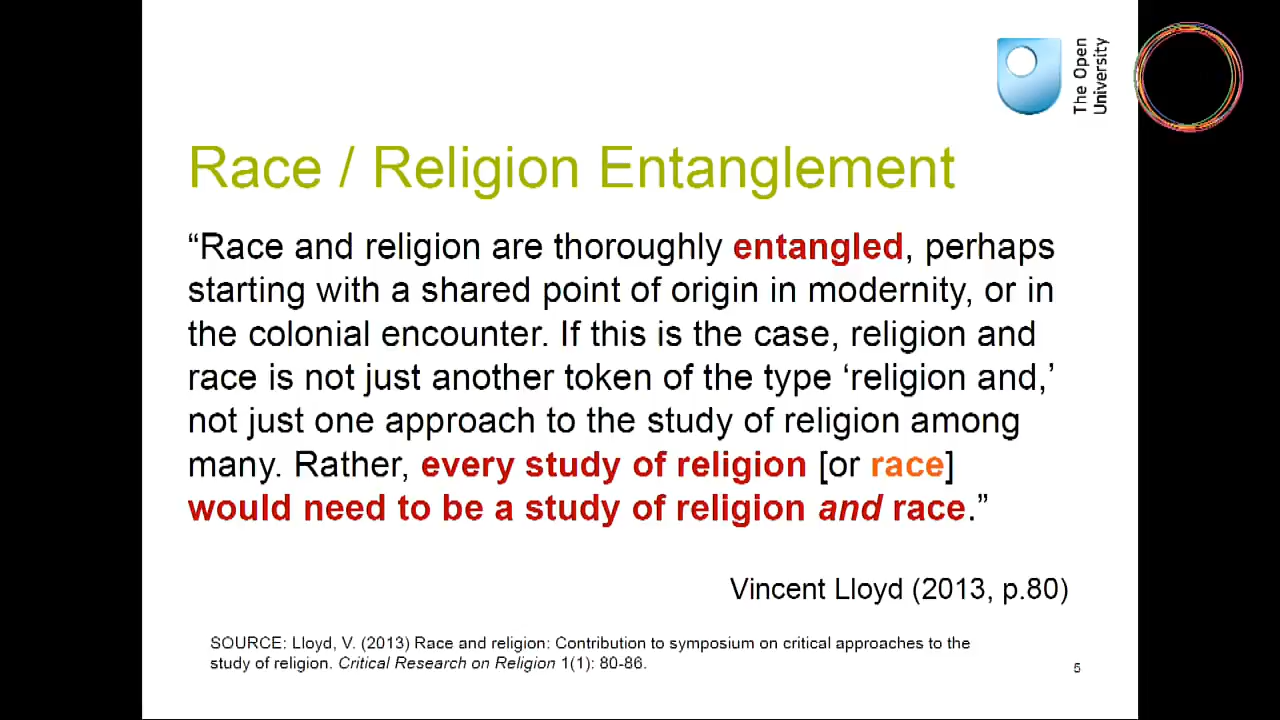 The Open
University
Race / Religion Entanglement
“Race and religion are thoroughly entangled, perhaps
starting with a shared point of origin in modernity, or in
the colonial encounter. If this is the case, religion and
race is not just another token of the type ‘religion and,’
not just one approach to the study of religion among
many. Rather, every study of religion [or race]
would need to be a study of religion and race.”
Vincent Lloyd (2013, p.80)
SOURCE: Lloyd, V. (2013) Race and religion: Contribution to symposium on critical approaches to the
study of religion. Critical Research on Religion 1(1): 80-86.
5